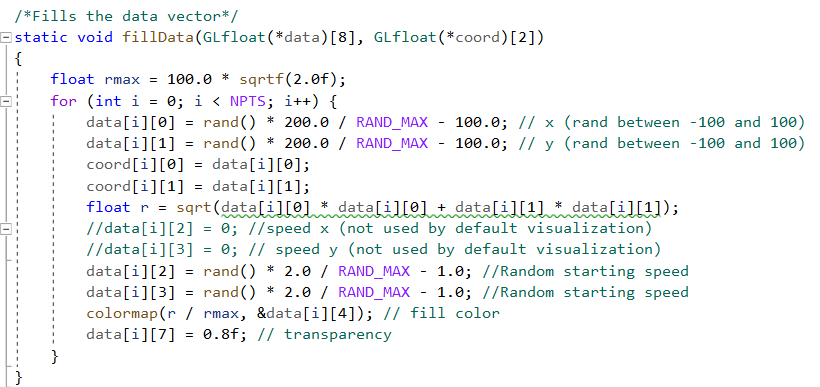 /*Fills the data vector*/
static void fillData(GLfloat(*data)[8], GLfloat(*coord)[2])
{
    float rmax = 100.0 * sqrtf(2.0f);
    for (int i = 0; i < NPTS; i++) {
        data[i][0] = rand() * 200.0 / RAND_MAX - 100.0; // x (rand between -100 and 100)
        data[i][1] = rand() * 200.0 / RAND_MAX - 100.0; // y (rand between -100 and 100)
        coord[i][0] = data[i][0];
        coord[i][1] = data[i][1];
        float r = sqrt(data[i][0] * data[i][0] + data[i][1] * data[i][1]);
        //data[i][2] = 0; //speed x (not used by default visualization)
        //data[i][3] = 0; // speed y (not used by default visualization)
        data[i][2] = rand() * 2.0 / RAND_MAX - 1.0; //Random starting speed
        data[i][3] = rand() * 2.0 / RAND_MAX - 1.0; //Random starting speed
        colormap(r / rmax, &data[i][4]); // fill color
        data[i][7] = 0.8f; // transparency
    }
}